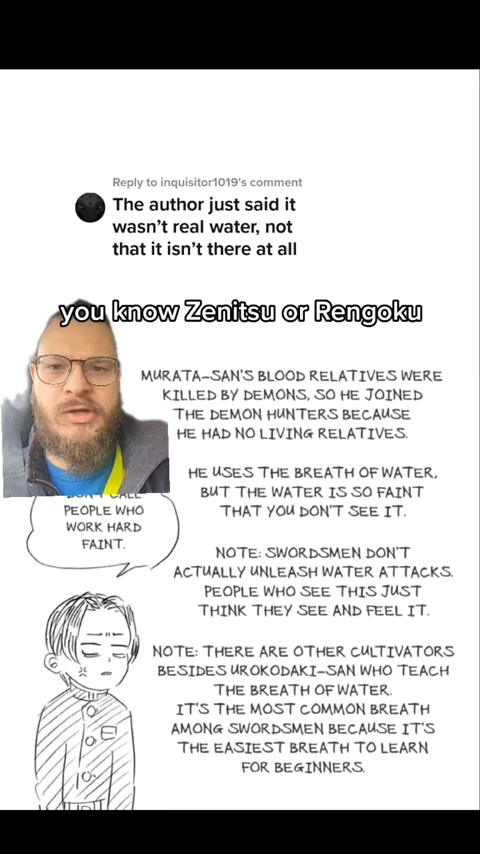 Reply to inquisitor1019's comment
The author just said it
wasn't real water, not
that it isn't there at all
you know Zenitsu or Rengoku
MURATA-SAN'S BLOOD RELATIVES WERE
KILLED BY DEMONS, SO HE JOINED
THE DEMON HUNTERS BECAUSE
HE HAD NO LIVING RELATIVES.
HE USES THE BREATH OF WATER,
BUT THE WATER IS SO FAINT
THAT YOU DON'T SEE IT.
DON'T CALL
PEOPLE WHO
WORK HARD
FAINT.
NOTE: SWORDSMEN DON'T
ACTUALLY UNLEASH WATER ATTACKS.
PEOPLE WHO SEE THIS JUST
THINK THEY SEE AND FEEL IT.
NOTE: THERE ARE OTHER CULTIVATORS
BESIDES UROKODAKI-SAN WHO TEACH
THE BREATH OF WATER.
IT'S THE MOST COMMON BREATH
AMONG SWORDSMEN BECAUSE IT'S
THE EASIEST BREATH TO LEARN
FOR BEGINNERS.